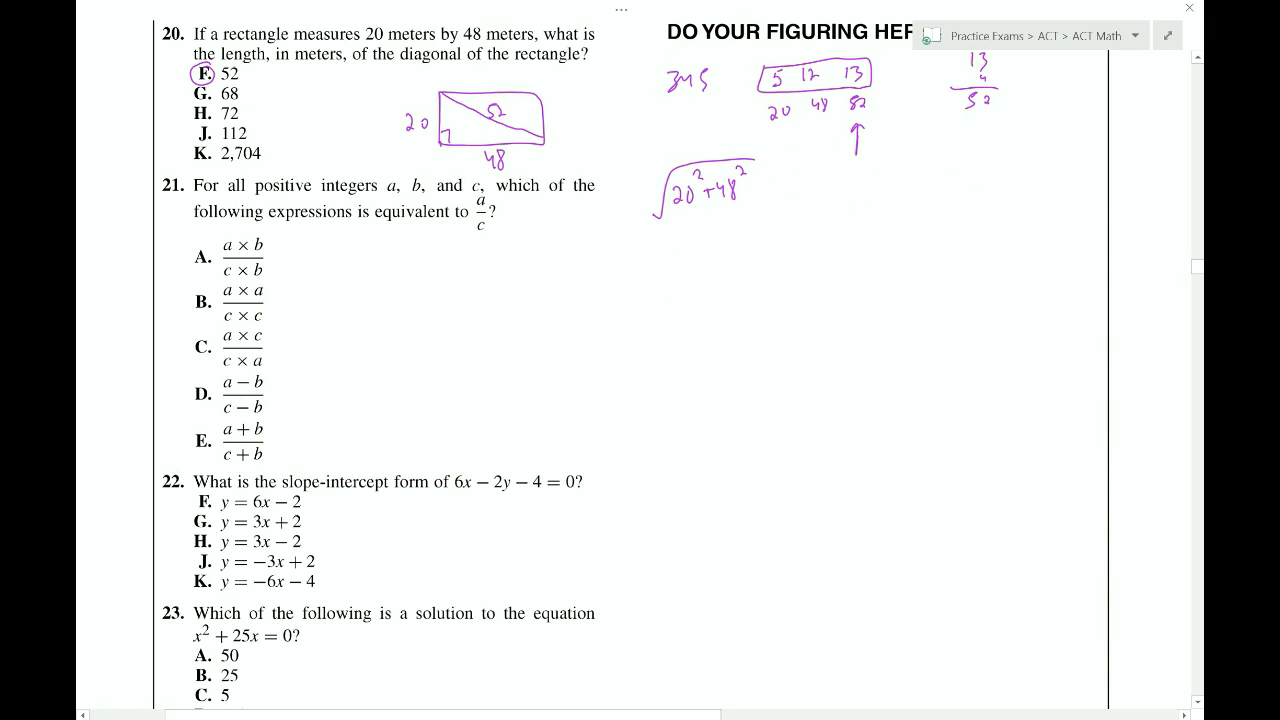 20. If a rectangle measures 20 meters by 48 meters, what is
the length, in meters, of the diagonal of the rectangle?
F. 52
G. 68
H. 72
J. 112
K. 2,704
20
52
48
21. For all positive integers a, b, and c, which of the
following expressions is equivalent to a/c?
A. a × b / c × b
B. a × a / c × c
C. a × c / c × a
D. a − b / c − b
E. a + b / c + b
22. What is the slope-intercept form of 6x − 2y − 4 = 0?
F. y = 6x − 2
G. y = 3x + 2
H. y = 3x − 2
J. y = −3x + 2
K. y = −6x − 4
23. Which of the following is a solution to the equation
x² + 25x = 0?
A. 50
B. 25
C. 5
DO YOUR FIGURING HER
Practice Exams > ACT > ACT Math
3 4 5
5 12 13
20 48 52
13
4
52
√20² + 48²